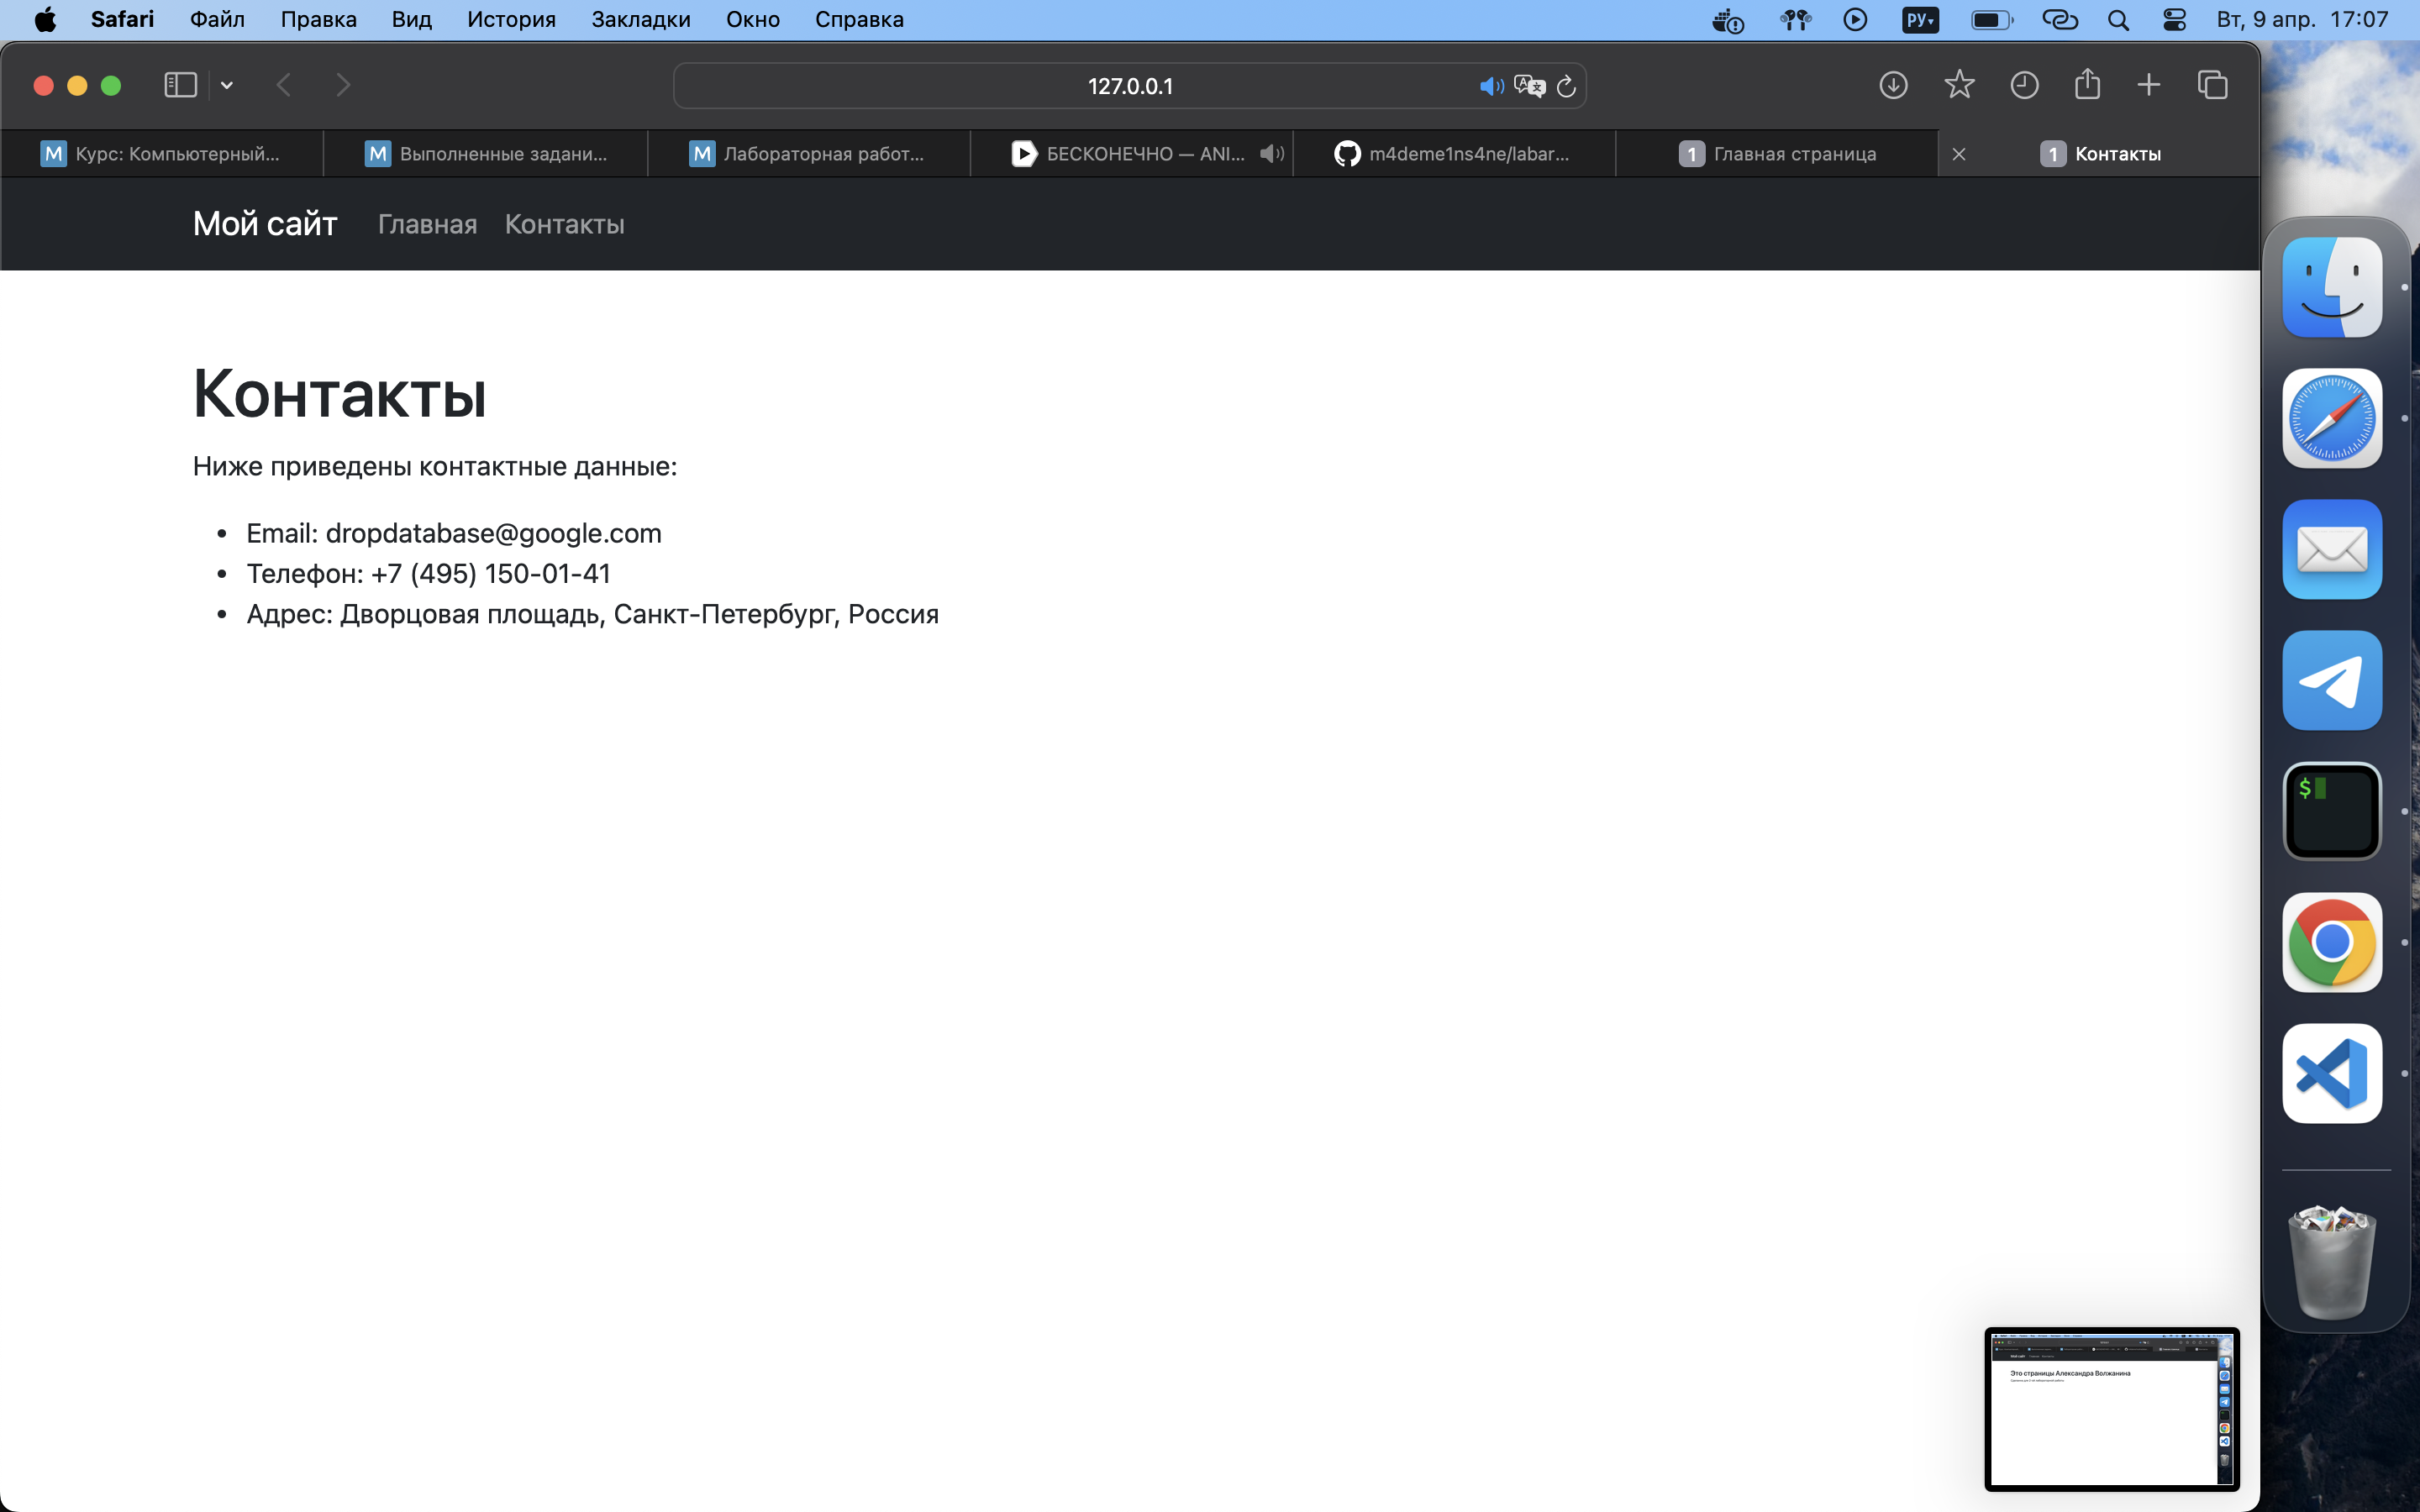 Safari Файл Правка Вид История Закладки Окно Справка РУ Вт, 9 апр. 17:07
127.0.0.1
M Курс: Компьютерный... M Выполненные задани... M Лабораторная работ... БЕСКОНЕЧНО — ANI... m4deme1ns4ne/labar... 1 Главная страница 1 Контакты
Мой сайт Главная Контакты
Контакты
Ниже приведены контактные данные:
• Email: dropdatabase@google.com
• Телефон: +7 (495) 150-01-41
• Адрес: Дворцовая площадь, Санкт-Петербург, Россия
$
Это страницы Александра Волжанина